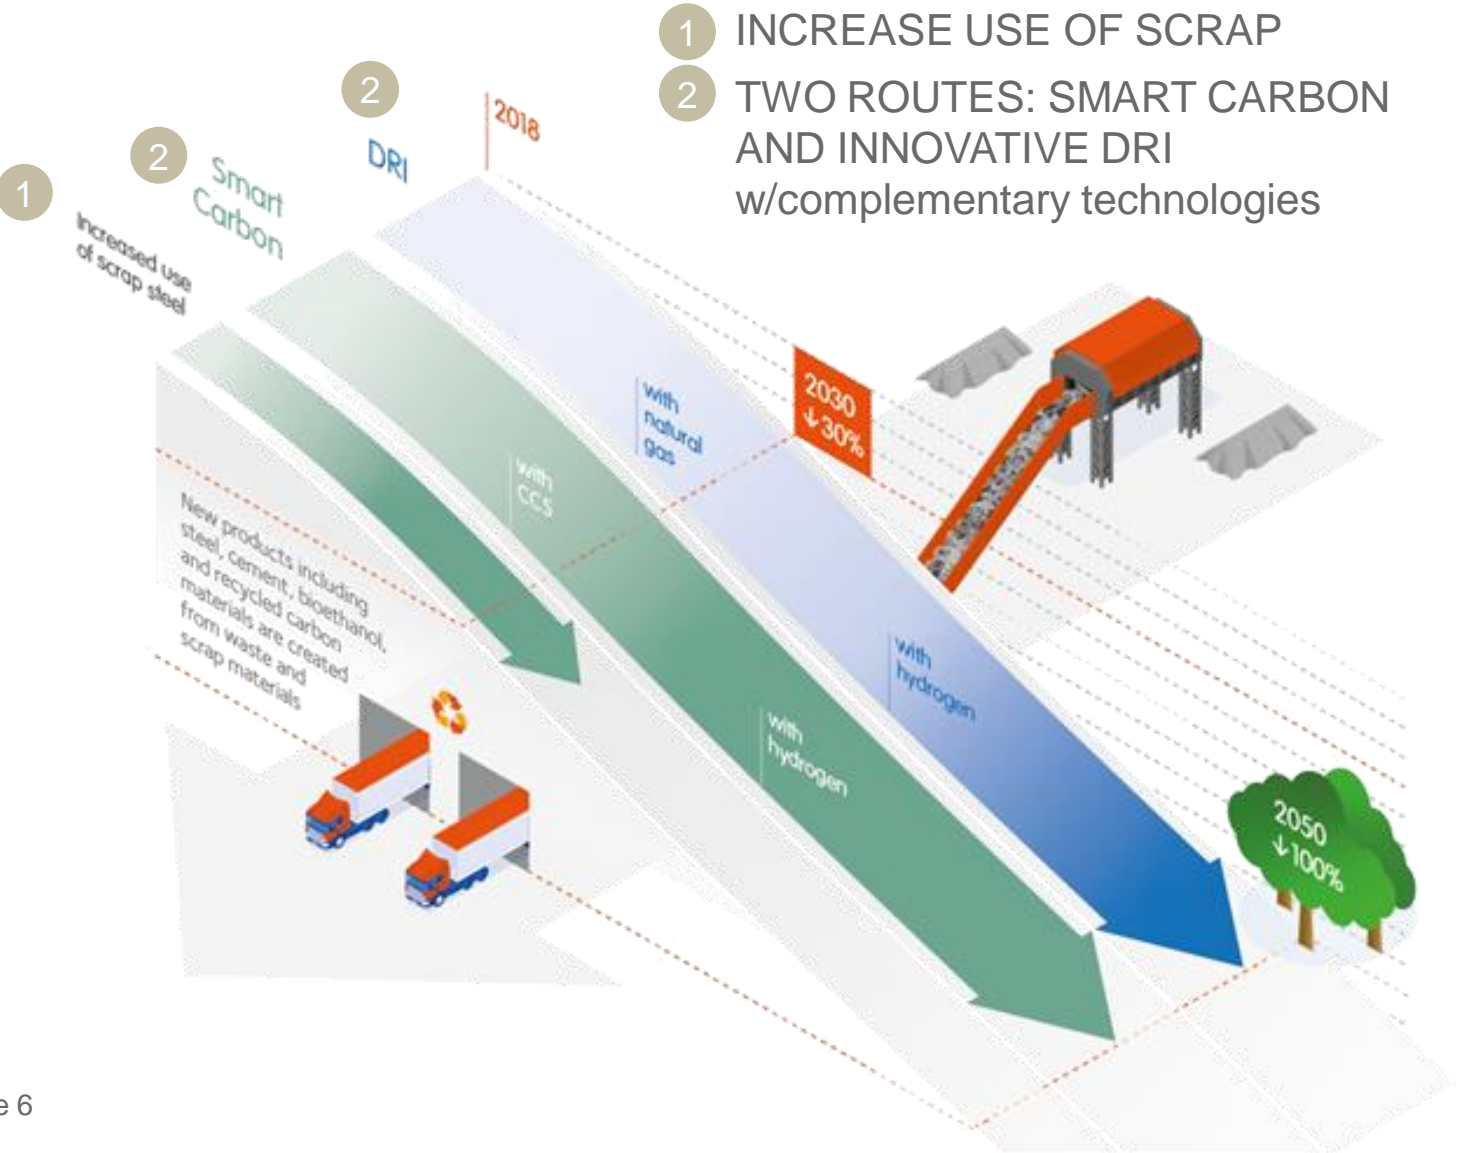 1 INCREASE USE OF SCRAP
2 TWO ROUTES: SMART CARBON
AND INNOVATIVE DRI
w/complementary technologies
1
Increased use
of scrap steel
2
Smart
Carbon
2
DRI
2018
with
natural
gas
2030
↓30%
with
CCS
New products including
steel, cement, bioethanol,
and recycled carbon
materials are created
from waste and
scrap materials
with
hydrogen
with
hydrogen
2050
↓100%
e 6